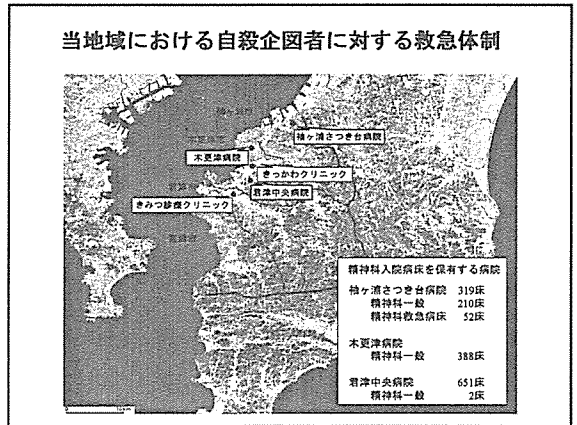 当地域における自殺企図者に対する救急体制
袖ヶ浦市
袖ヶ浦さつき台病院
木更津病院
きっかわクリニック
君津中央病院
きみつ診療クリニック
精神科入院病床を保有する病院
袖ヶ浦さつき台病院 319床
精神科一般 210床
精神科救急病床 52床
木更津病院
精神科一般 388床
君津中央病院 651床
精神科一般 2床